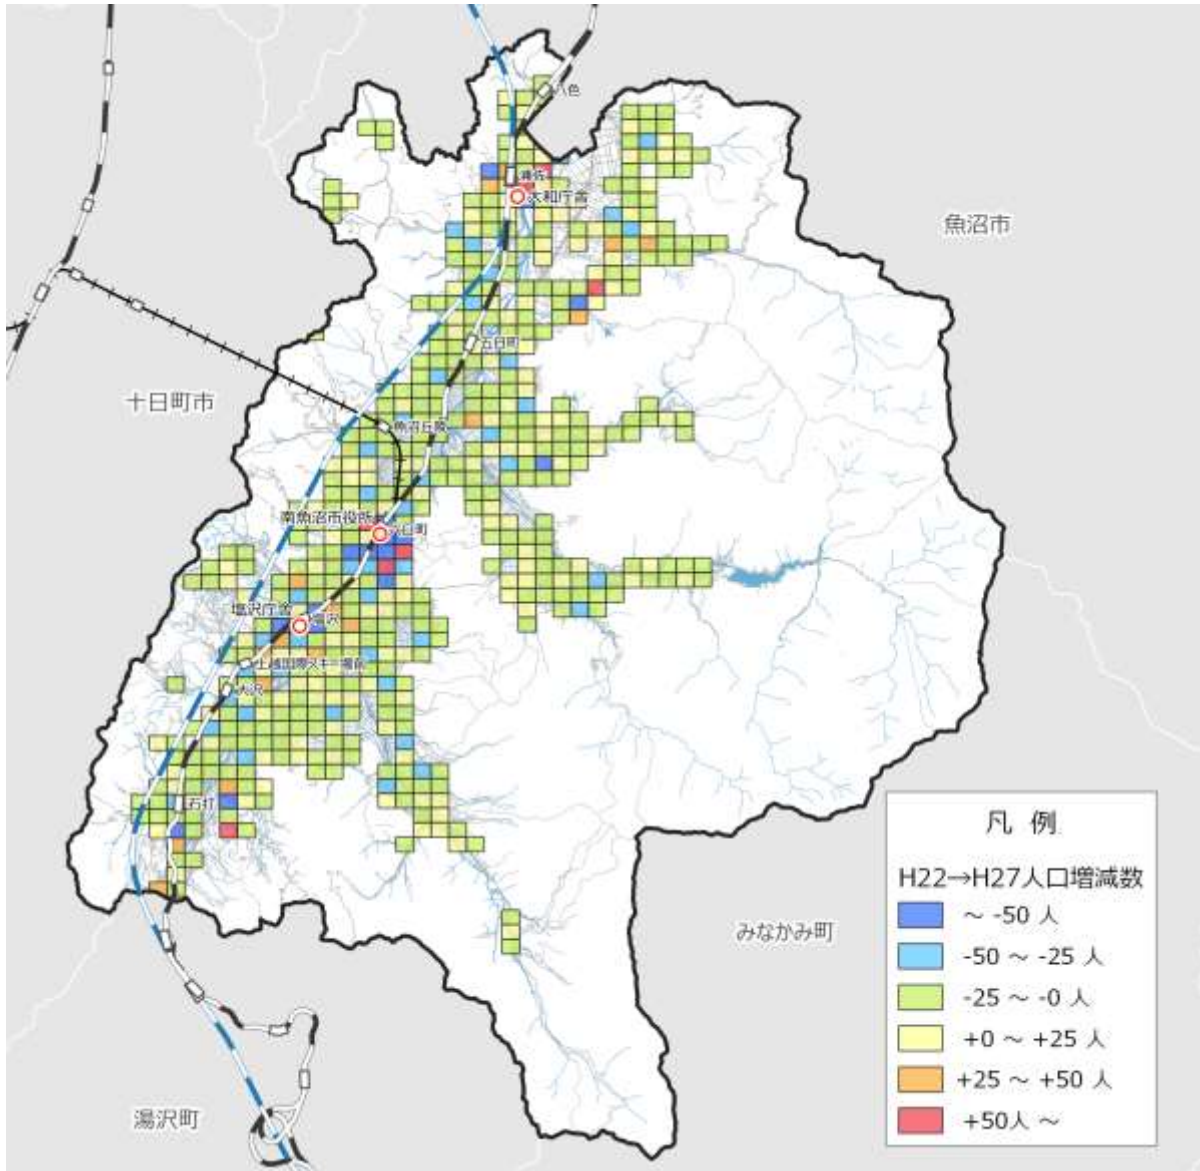 八色
浦佐
大和庁舎
魚沼市
五日町
十日町市
魚沼丘陵
南魚沼市役所
六日町
塩沢庁舎
塩沢
上越国際スキー場前
大沢
石打
みなかみ町
湯沢町
凡 例
H22→H27人口増減数
~ -50 人
-50 ~ -25 人
-25 ~ -0 人
+0 ~ +25 人
+25 ~ +50 人
+50人 ~